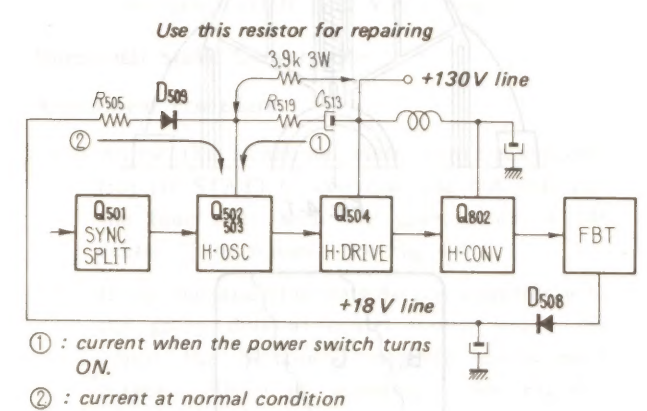 Use this resistor for repairing
3.9k 3W
+130V line
R505
D509
R519
C513
②
①
Q501
SYNC
SPLIT
Q502
503
H·OSC
Q504
H·DRIVE
Q802
H·CONV
FBT
+18 V line
D508
① : current when the power switch turns
ON.
② : current at normal condition